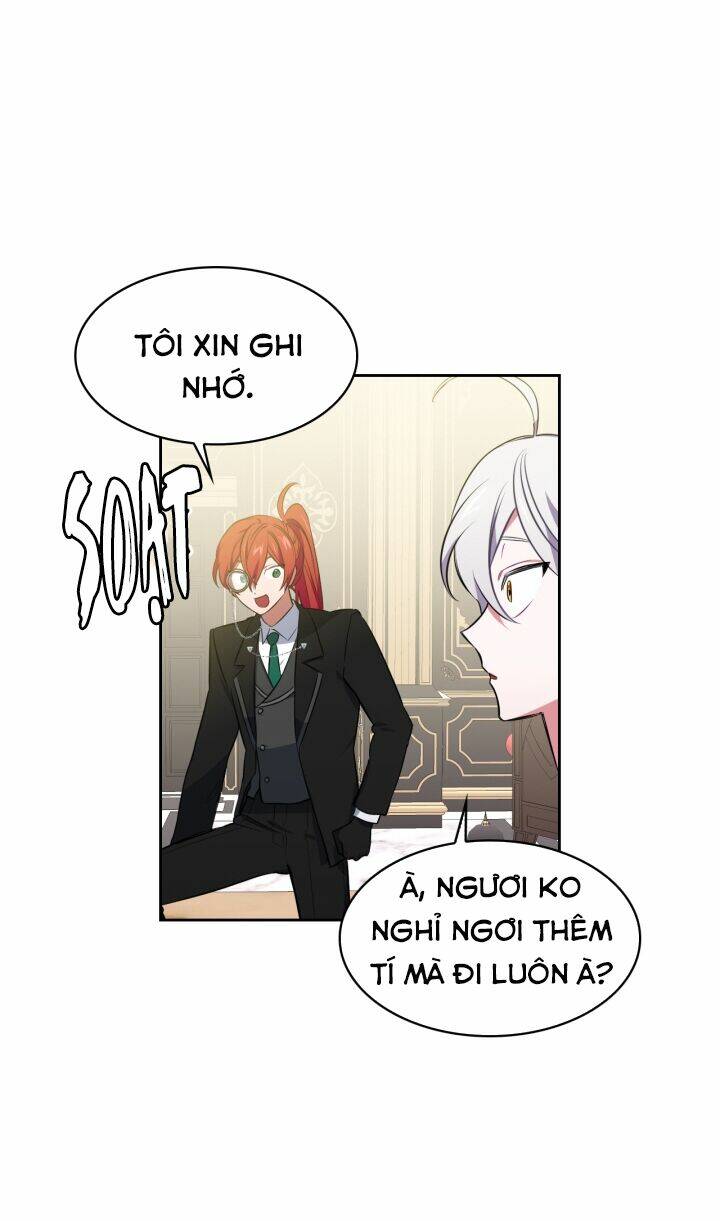 TÔI XIN GHI
NHỚ.
SOẠT
À, NGƯƠI KO
NGHỈ NGƠI THÊM
TÍ MÀ ĐI LUÔN À?